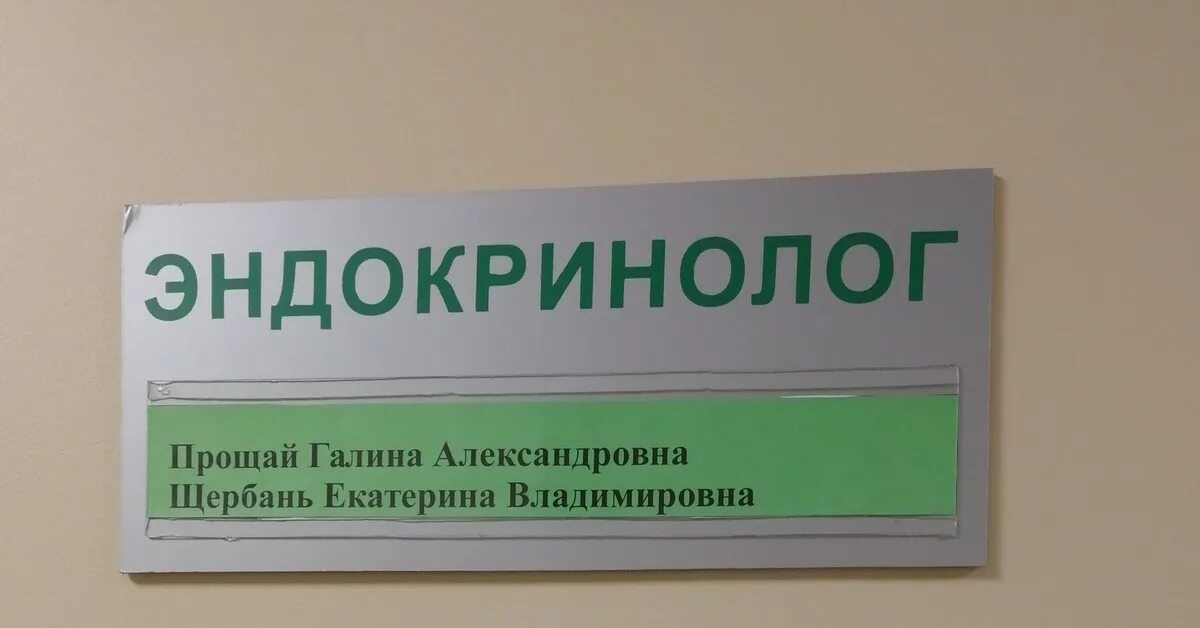 ЭНДОКРИНОЛОГ
Прощай Галина Александровна
Щербань Екатерина Владимировна